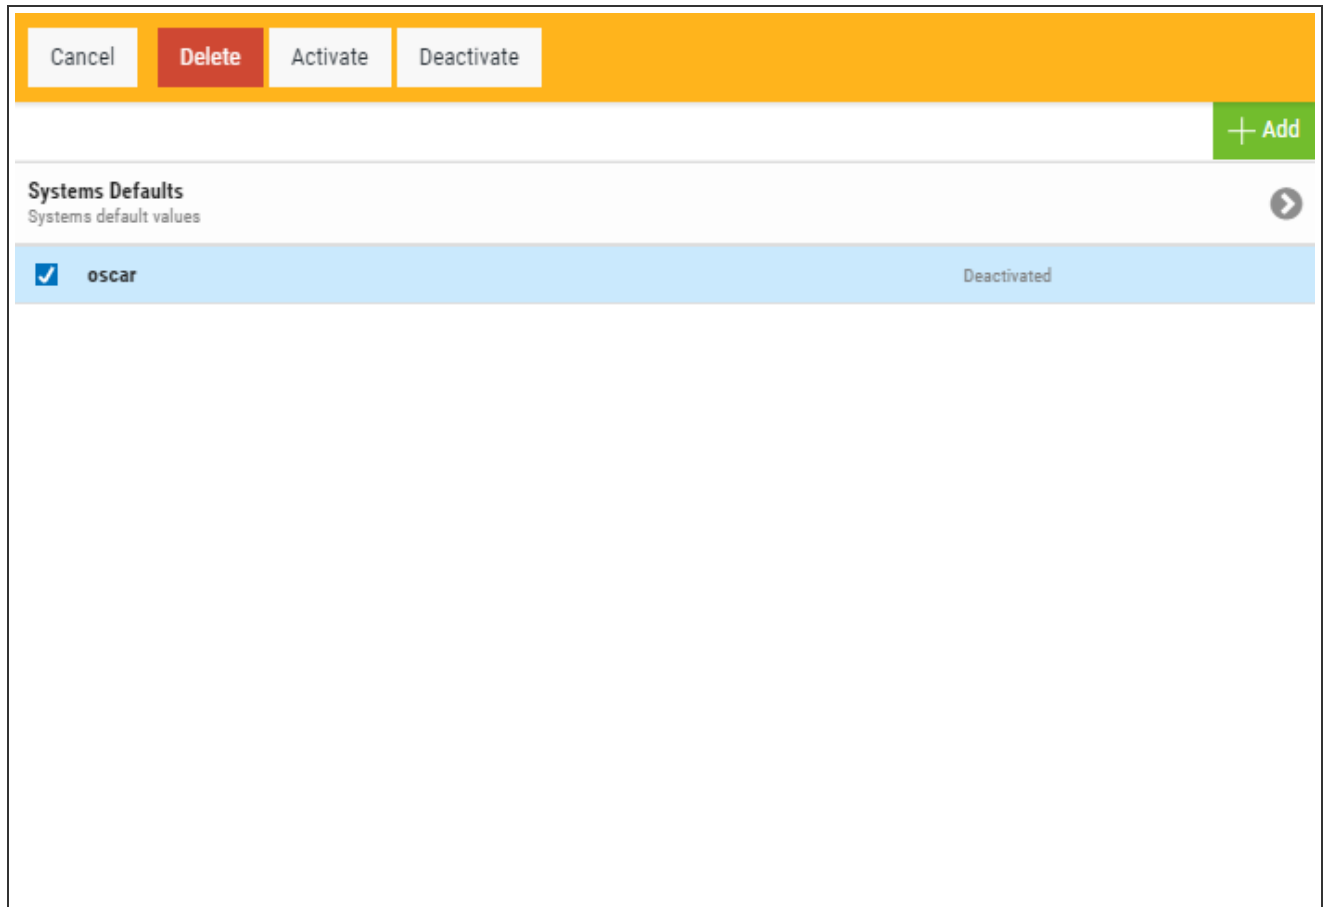 Cancel Delete Activate Deactivate
Add
Systems Defaults
Systems default values
oscar Deactivated